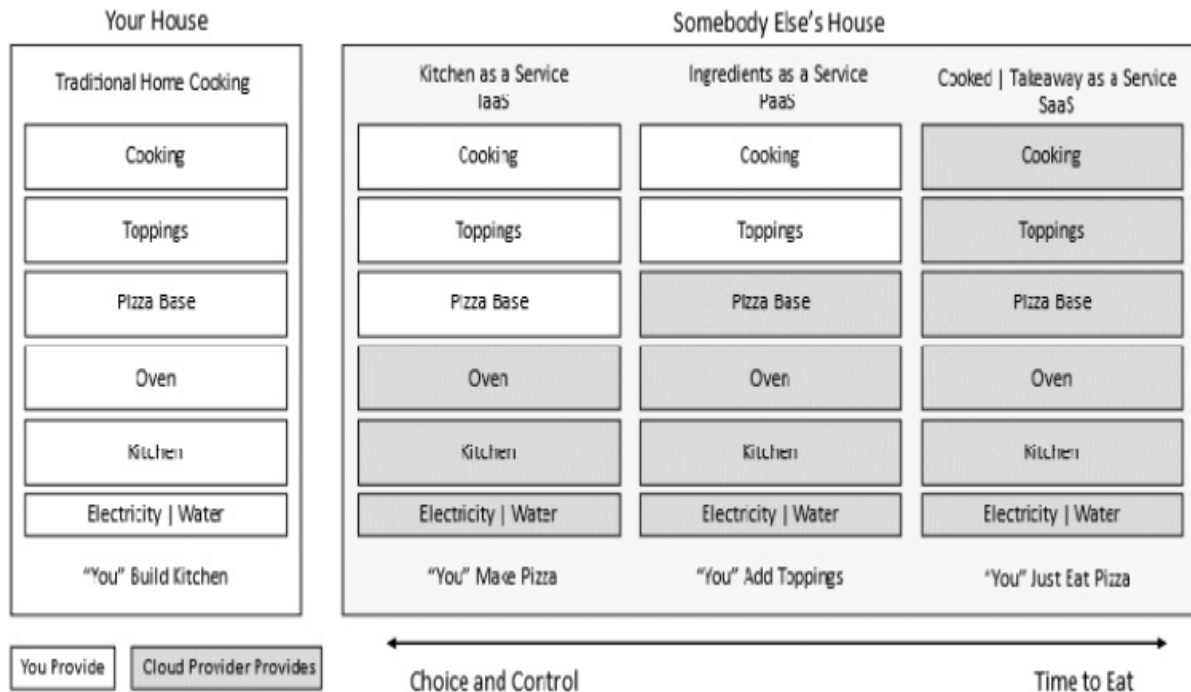 Your House
Somebody Else's House
Traditional Home Cooking
Cooking
Toppings
Pizza Base
Oven
Kitchen
Electricity | Water
"You" Build Kitchen
Kitchen as a Service
IaaS
Cooking
Toppings
Pizza Base
Oven
Kitchen
Electricity | Water
"You" Make Pizza
Ingredients as a Service
PaaS
Cooking
Toppings
Pizza Base
Oven
Kitchen
Electricity | Water
"You" Add Toppings
Cooked | Takeaway as a Service
SaaS
Cooking
Toppings
Pizza Base
Oven
Kitchen
Electricity | Water
"You" Just Eat Pizza
You Provide
Cloud Provider Provides
Choice and Control
Time to Eat